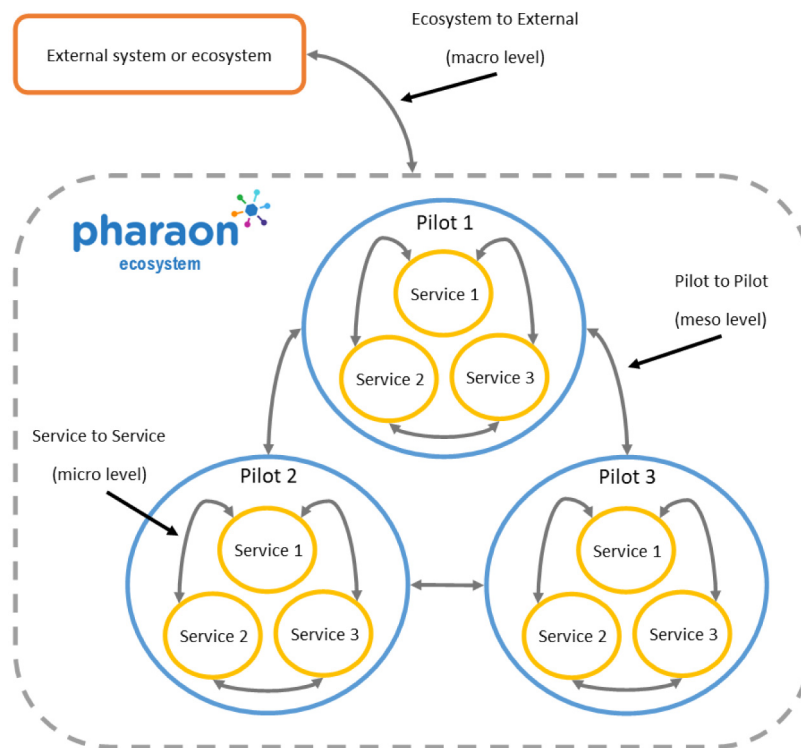 Ecosystem to External
(macro level)
External system or ecosystem
pharaon
ecosystem
Pilot 1
Service 1
Service 2
Service 3
Pilot to Pilot
(meso level)
Service to Service
(micro level)
Pilot 2
Service 1
Service 2
Service 3
Pilot 3
Service 1
Service 2
Service 3